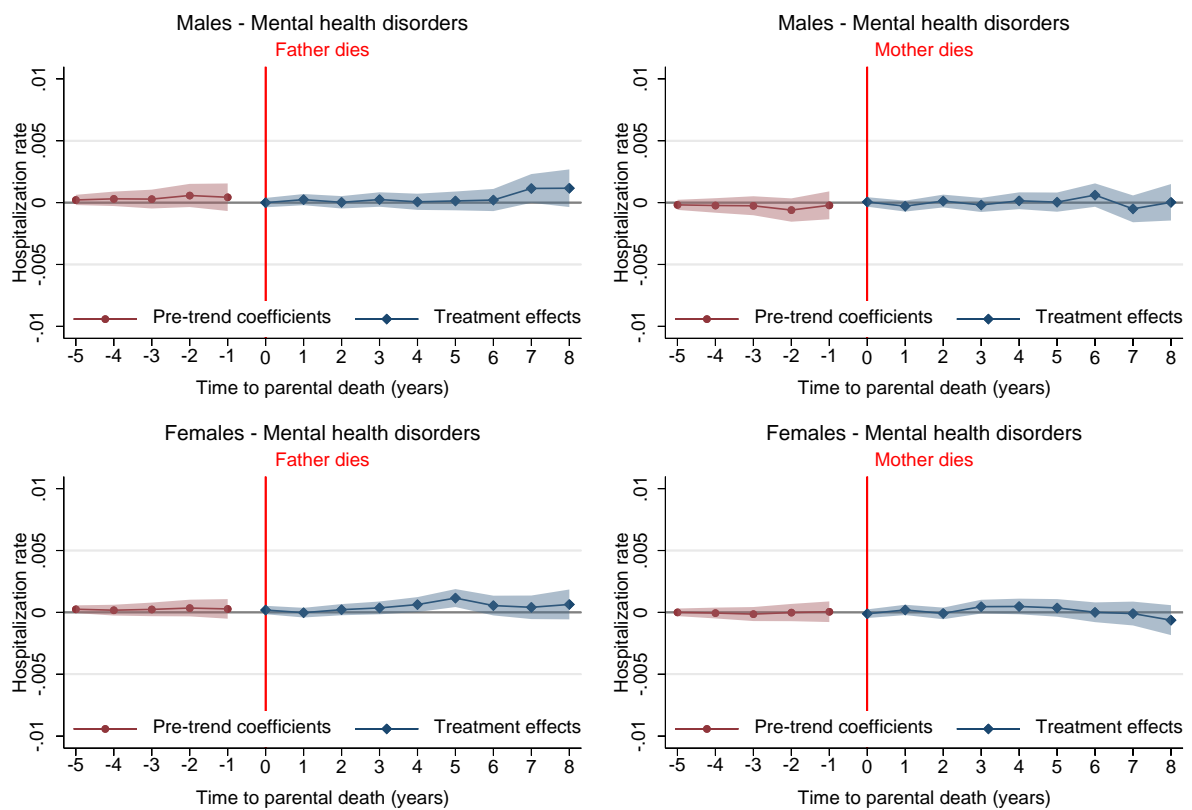 Males - Mental health disorders
Father dies
Hospitalization rate
.01
.005
0
-.005
-.01
Pre-trend coefficients
Treatment effects
-5 -4 -3 -2 -1 0 1 2 3 4 5 6 7 8
Time to parental death (years)
Males - Mental health disorders
Mother dies
Hospitalization rate
.01
.005
0
-.005
-.01
Pre-trend coefficients
Treatment effects
-5 -4 -3 -2 -1 0 1 2 3 4 5 6 7 8
Time to parental death (years)
Females - Mental health disorders
Father dies
Hospitalization rate
.01
.005
0
-.005
-.01
Pre-trend coefficients
Treatment effects
-5 -4 -3 -2 -1 0 1 2 3 4 5 6 7 8
Time to parental death (years)
Females - Mental health disorders
Mother dies
Hospitalization rate
.01
.005
0
-.005
-.01
Pre-trend coefficients
Treatment effects
-5 -4 -3 -2 -1 0 1 2 3 4 5 6 7 8
Time to parental death (years)